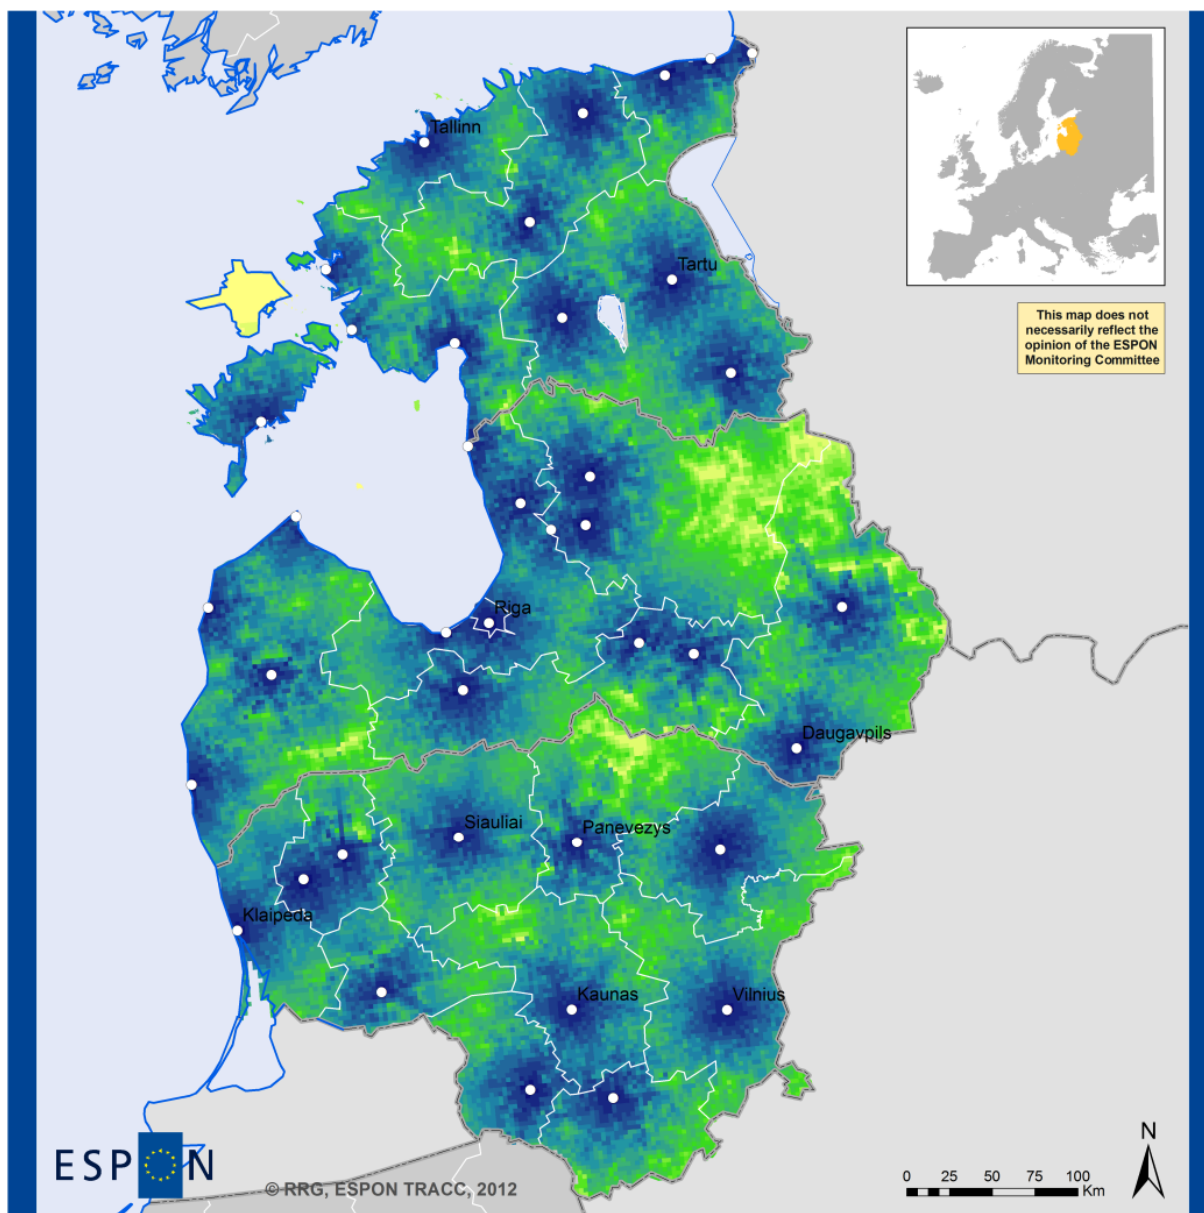 Tallinn
This map does not
necessarily reflect the
opinion of the ESPON
Monitoring Committee
Tartu
Riga
Daugavpils
Siauliai
Panevezys
Klaipeda
Kaunas
Vilnius
ESPON
© RRG, ESPON TRACC, 2012
N
0 25 50 75 100
Km